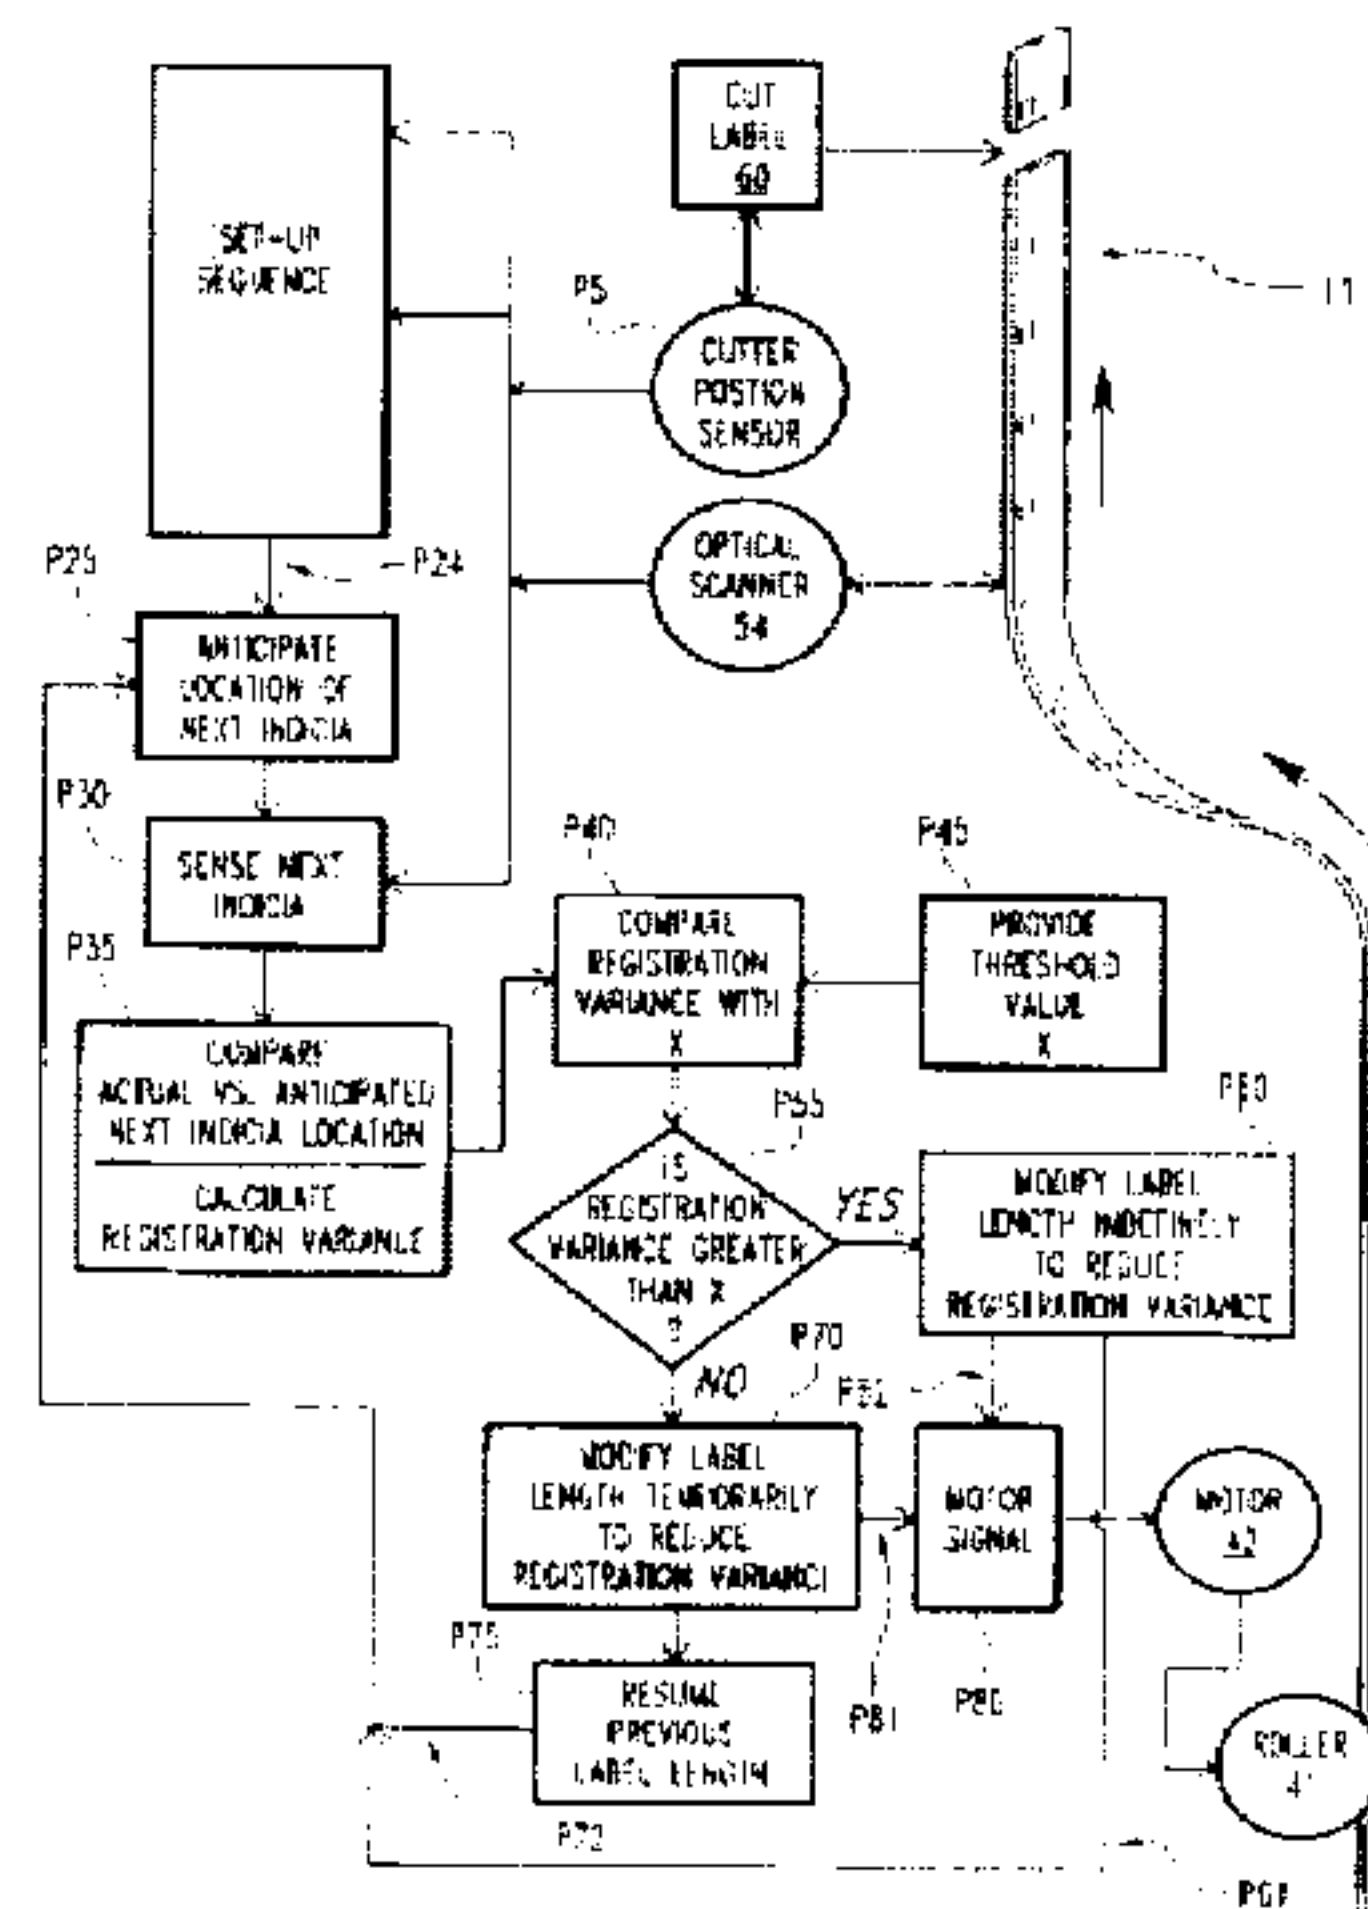 CUT
LABEL
60
SET-UP
SEQUENCE
P5
CUTTER
POSTION
SENSOR
P24
OPTICAL
SCANNER
54
ANTICIPATE
LOCATION OF
NEXT INDICIA
P30
SENSE NEXT
INDICIA
P35
COMPARE
ACTUAL VS. ANTICIPATED
NEXT INDICIA LOCATION
CALCULATE
REGISTRATION VARIANCE
P40
COMPARE
REGISTRATION
VARIANCE WITH
X
P45
PROVIDE
THRESHOLD
VALUE
X
P55
IS
REGISTRATION
VARIANCE GREATER
THAN X
?
YES
NO
MODIFY LABEL
LENGTH INDEFINELY
TO REDUCE
REGISTRATION VARIANCE
P70
MODIFY LABEL
LENGTH TEMPORARILY
TO REDUCE
REGISTRATION VARIANCE
MOTOR
SIGNAL
MOTOR
42
P75
RESUME
PREVIOUS
LABEL LENGTH
P81
P80
ROLLER
P72